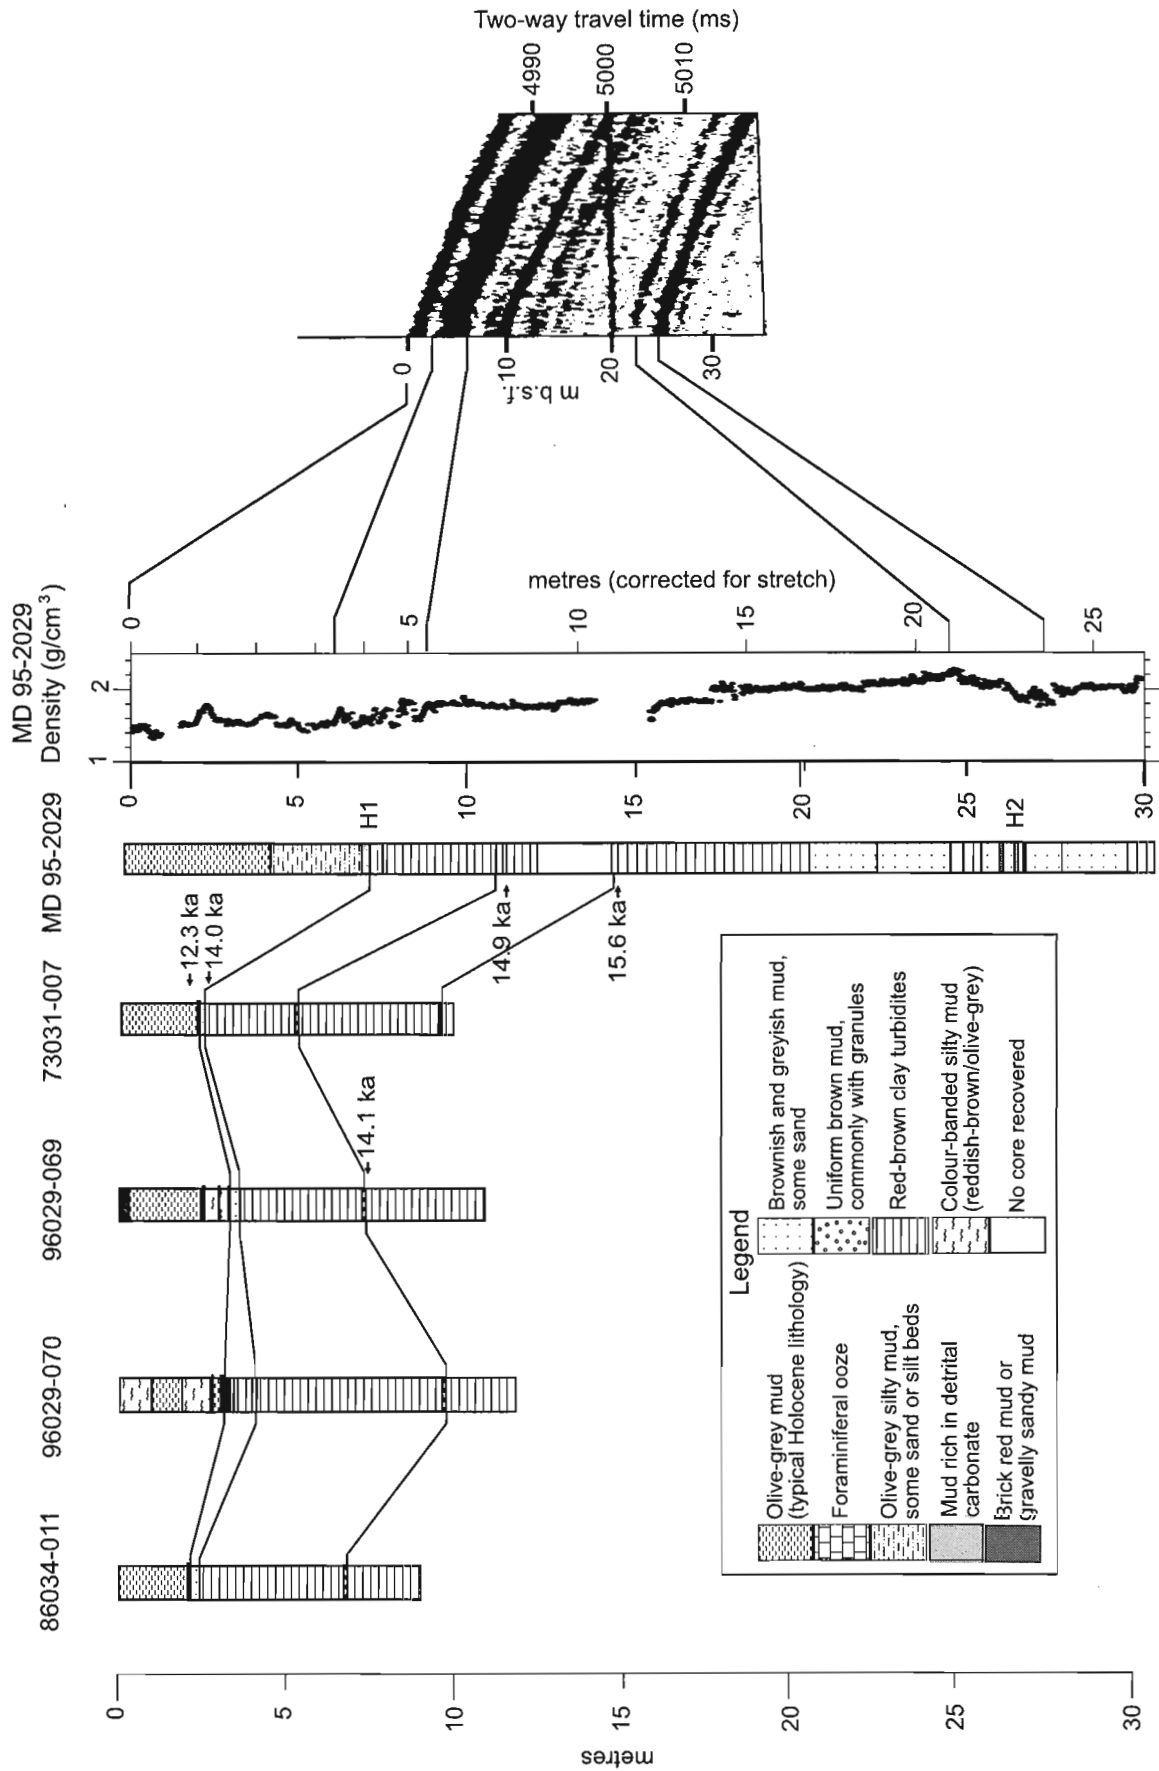 86034-011
96029-070
96029-069
73031-007
MD 95-2029
MD 95-2029
Density (g/cm³)
metres
0
5
10
15
20
25
30
12.3 ka
14.0 ka
14.1 ka
14.9 ka
15.6 ka
H1
H2
0
5
10
15
20
25
30
1
2
0
5
10
15
20
25
metres (corrected for stretch)
0
10
20
30
m b.s.f.
4990
5000
5010
Two-way travel time (ms)
Legend
Olive-grey mud
(typical Holocene lithology)
Foraminiferal ooze
Olive-grey silty mud,
some sand or silt beds
Mud rich in detrital
carbonate
Brick red mud or
gravelly sandy mud
Brownish and greyish mud,
some sand
Uniform brown mud,
commonly with granules
Red-brown clay turbidites
Colour-banded silty mud
(reddish-brown/olive-grey)
No core recovered